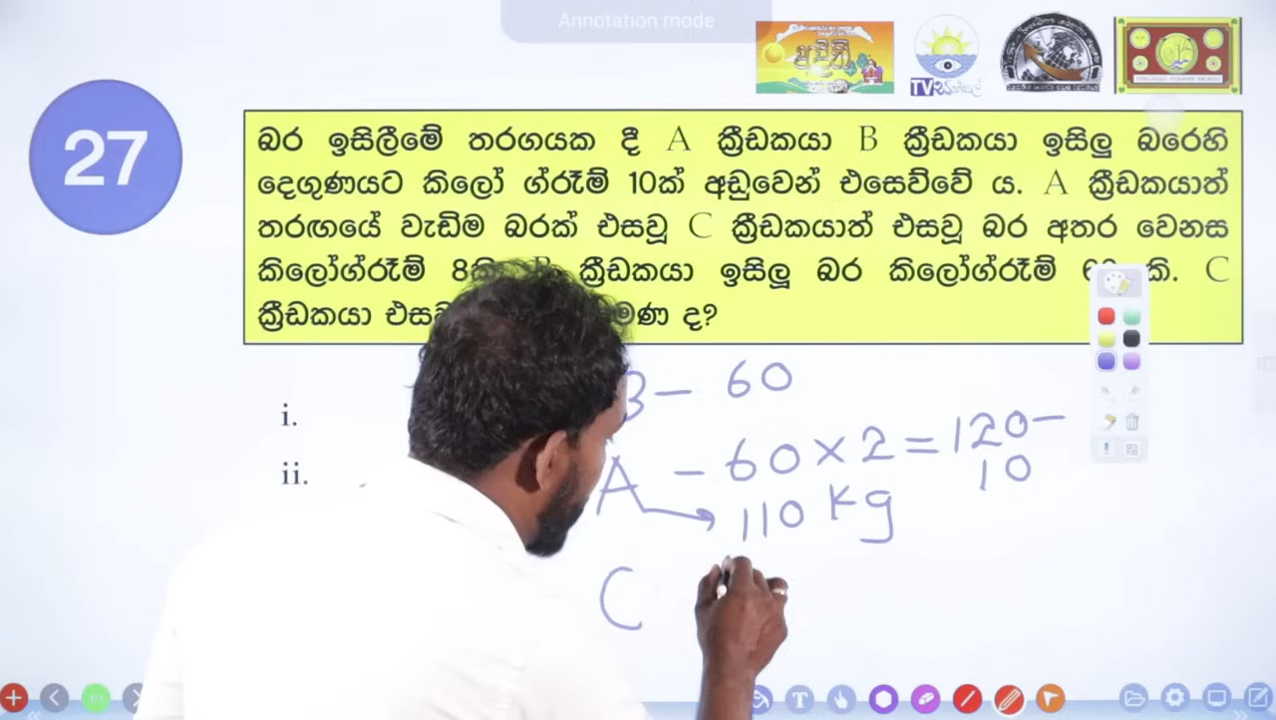 Annotation mode
TV
27
බර ඉසිලීමේ තරගයක දී A ක්‍රීඩකයා B ක්‍රීඩකයා ඉසිලු බරෙහි
දෙගුණයට කිලෝ ග්රෑම් 10ක් අඩුවෙන් එසෙව්වේ ය. A ක්‍රීඩකයාත්
තරඟයේ වැඩිම බරක් එසවූ C ක්‍රීඩකයාත් එසවූ බර අතර වෙනස
කිලෝග්රෑම් ක්‍රීඩකයා ඉසිලූ බර කිලෝග්රෑම් කි. C
ක්‍රීඩකයා ද?
B - 60
i.
A - 60 × 2 = 120 -
10
ii.
110 kg
C